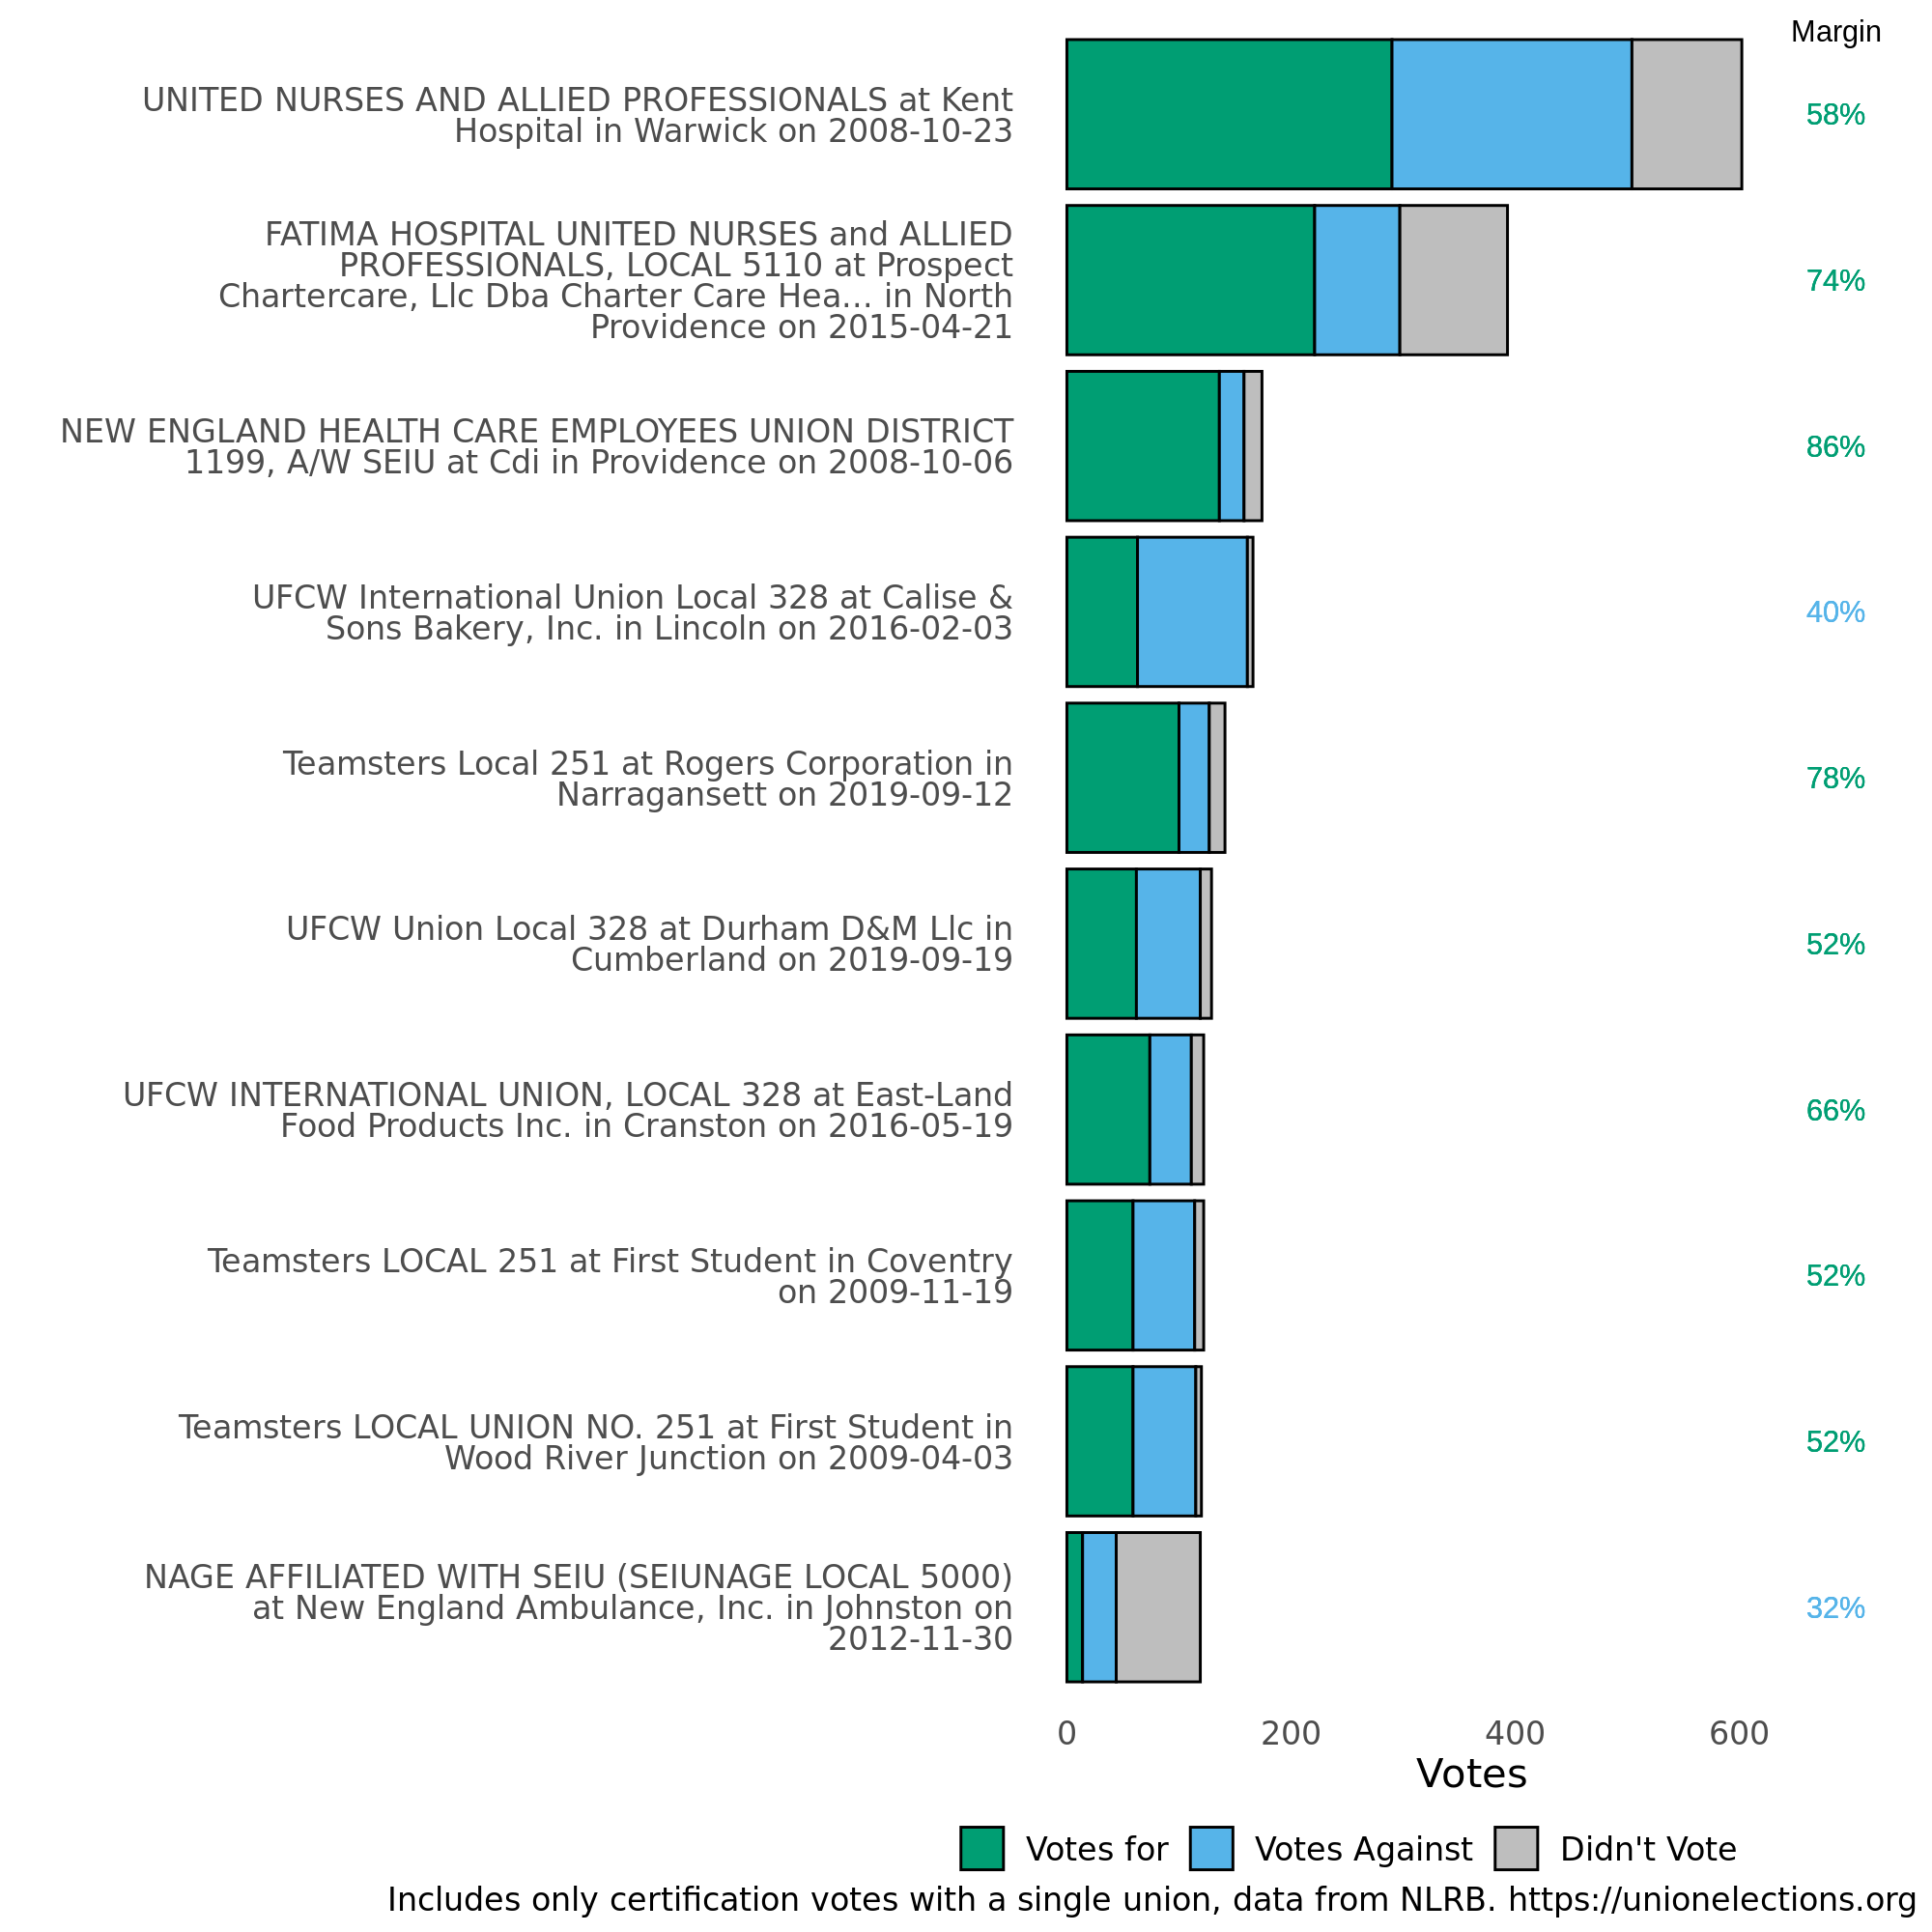 Margin
UNITED NURSES AND ALLIED PROFESSIONALS at Kent
Hospital in Warwick on 2008-10-23
58%
FATIMA HOSPITAL UNITED NURSES and ALLIED
PROFESSIONALS, LOCAL 5110 at Prospect
Chartercare, Llc Dba Charter Care Hea... in North
Providence on 2015-04-21
74%
NEW ENGLAND HEALTH CARE EMPLOYEES UNION DISTRICT
1199, A/W SEIU at Cdi in Providence on 2008-10-06
86%
UFCW International Union Local 328 at Calise &
Sons Bakery, Inc. in Lincoln on 2016-02-03
40%
Teamsters Local 251 at Rogers Corporation in
Narragansett on 2019-09-12
78%
UFCW Union Local 328 at Durham D&M Llc in
Cumberland on 2019-09-19
52%
UFCW INTERNATIONAL UNION, LOCAL 328 at East-Land
Food Products Inc. in Cranston on 2016-05-19
66%
Teamsters LOCAL 251 at First Student in Coventry
on 2009-11-19
52%
Teamsters LOCAL UNION NO. 251 at First Student in
Wood River Junction on 2009-04-03
52%
NAGE AFFILIATED WITH SEIU (SEIUNAGE LOCAL 5000)
at New England Ambulance, Inc. in Johnston on
2012-11-30
32%
0 200 400 600
Votes
Votes for Votes Against Didn't Vote
Includes only certification votes with a single union, data from NLRB. https://unionelections.org